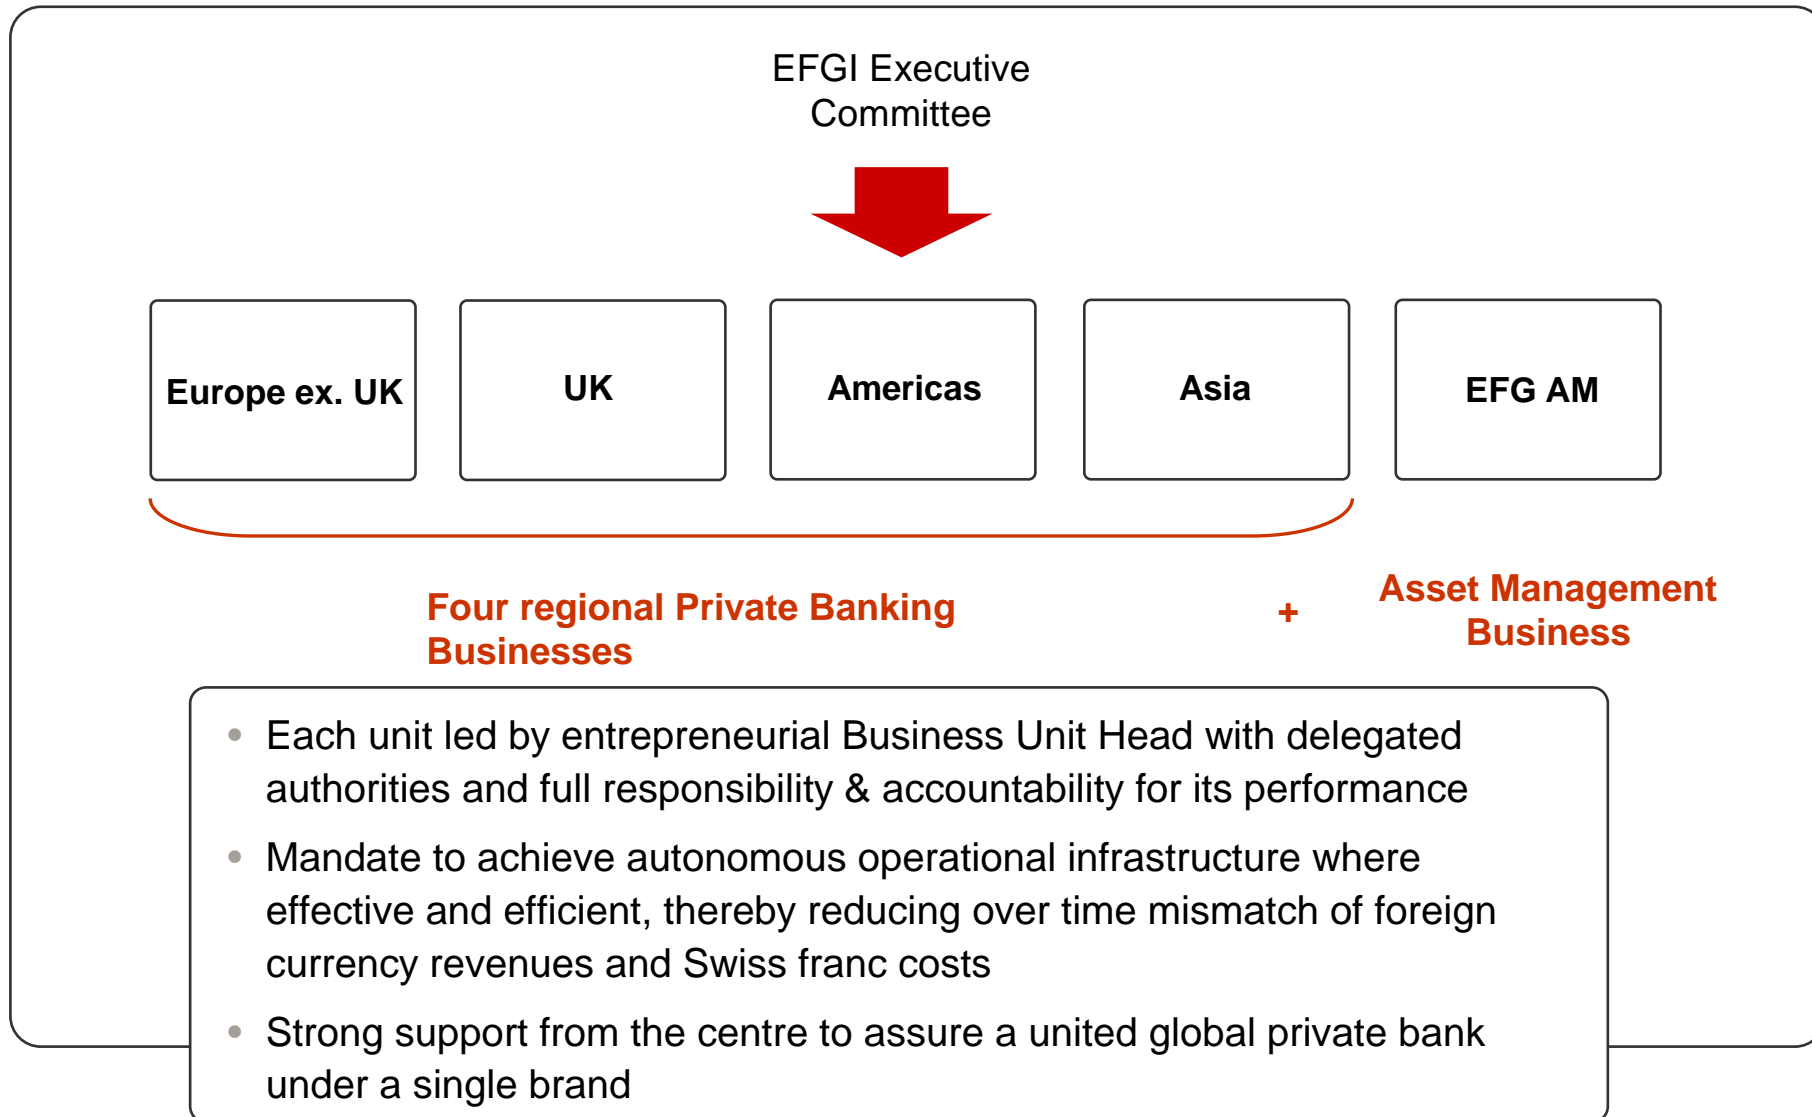 EFGI Executive
Committee
Europe ex. UK
UK
Americas
Asia
EFG AM
Four regional Private Banking
Businesses
+
Asset Management
Business
• Each unit led by entrepreneurial Business Unit Head with delegated
authorities and full responsibility & accountability for its performance
• Mandate to achieve autonomous operational infrastructure where
effective and efficient, thereby reducing over time mismatch of foreign
currency revenues and Swiss franc costs
• Strong support from the centre to assure a united global private bank
under a single brand